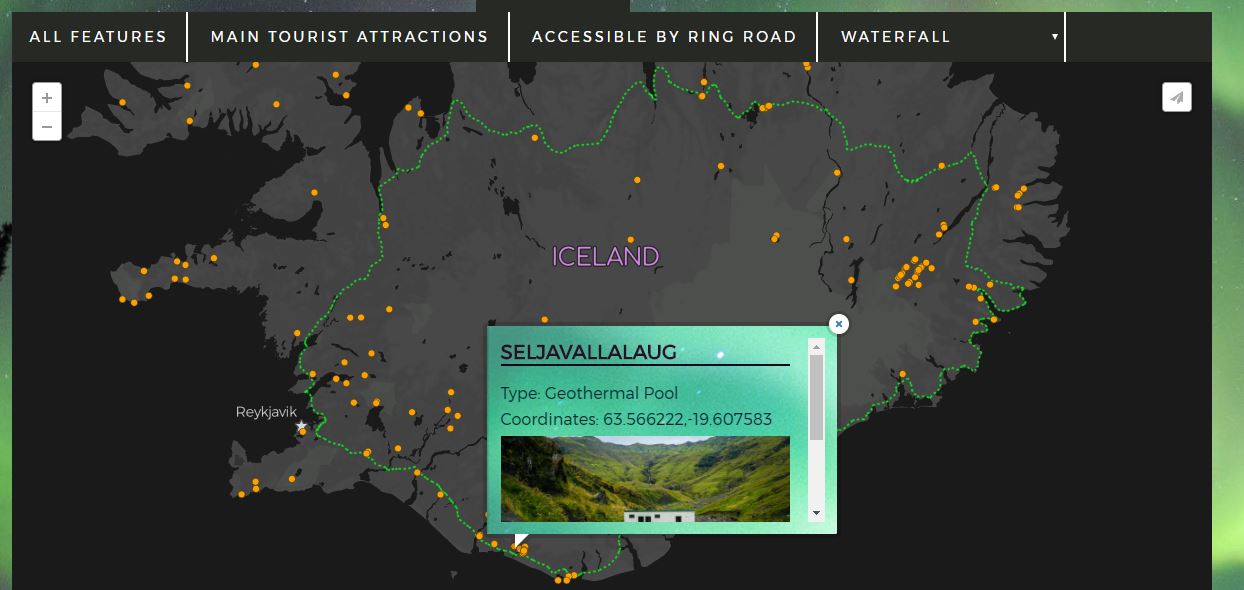 ALL FEATURES
MAIN TOURIST ATTRACTIONS
ACCESSIBLE BY RING ROAD
WATERFALL
+
−
ICELAND
SELJAVALLALAUG
Type: Geothermal Pool
Coordinates: 63.566222,-19.607583
Reykjavik